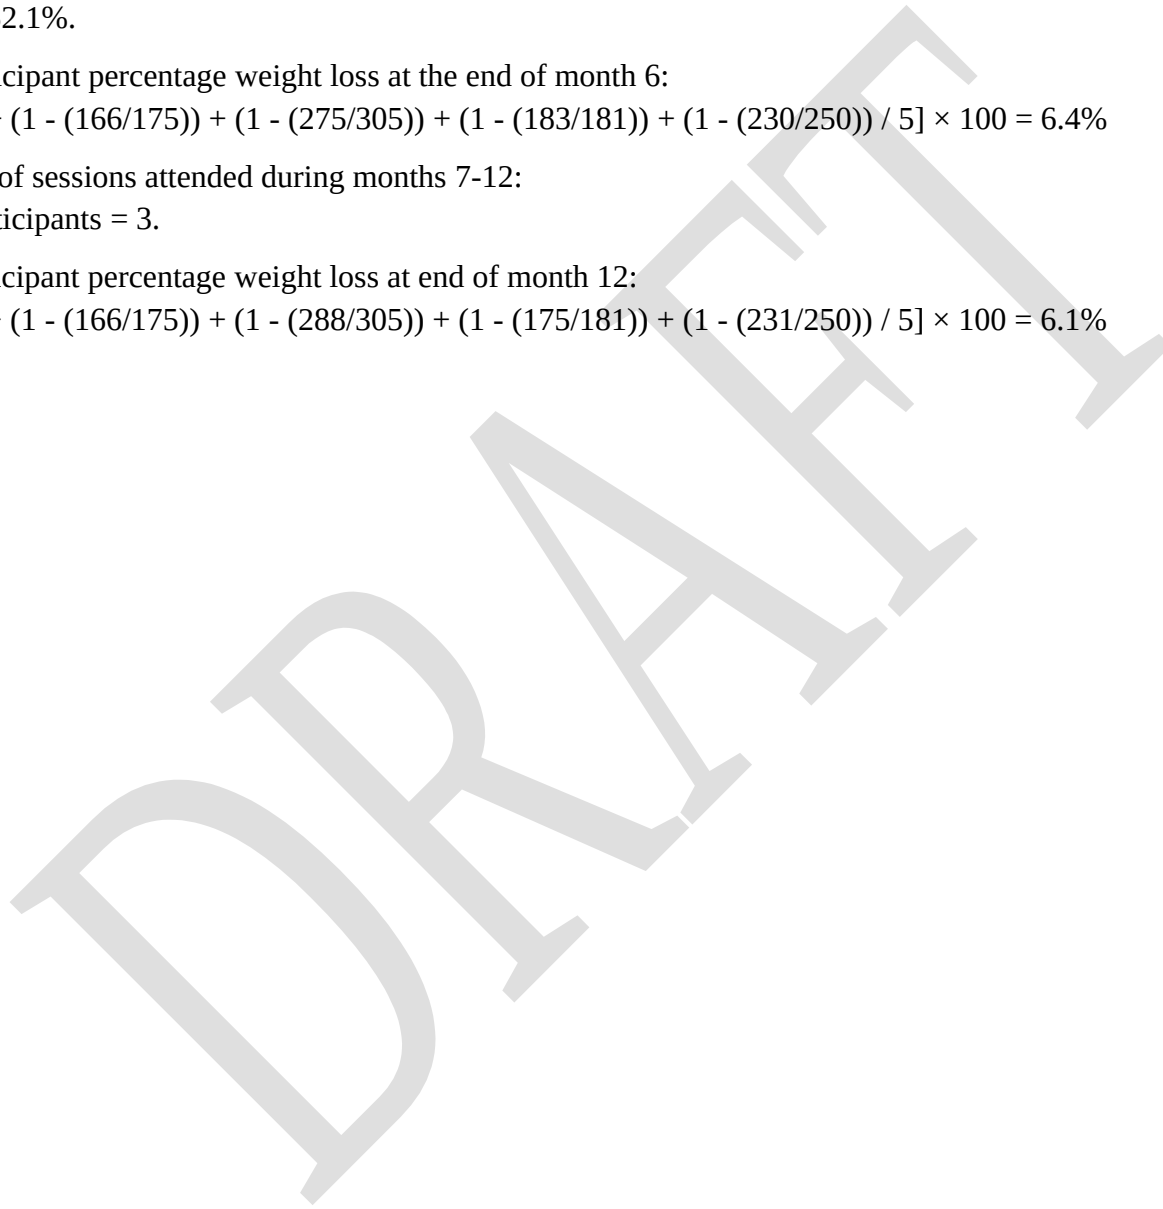 2.1%.
cipant percentage weight loss at the end of month 6:
(1 - (166/175)) + (1 - (275/305)) + (1 - (183/181)) + (1 - (230/250)) / 5] × 100 = 6.4%
of sessions attended during months 7-12:
ticipants = 3.
cipant percentage weight loss at end of month 12:
(1 - (166/175)) + (1 - (288/305)) + (1 - (175/181)) + (1 - (231/250)) / 5] × 100 = 6.1%
DRAFT